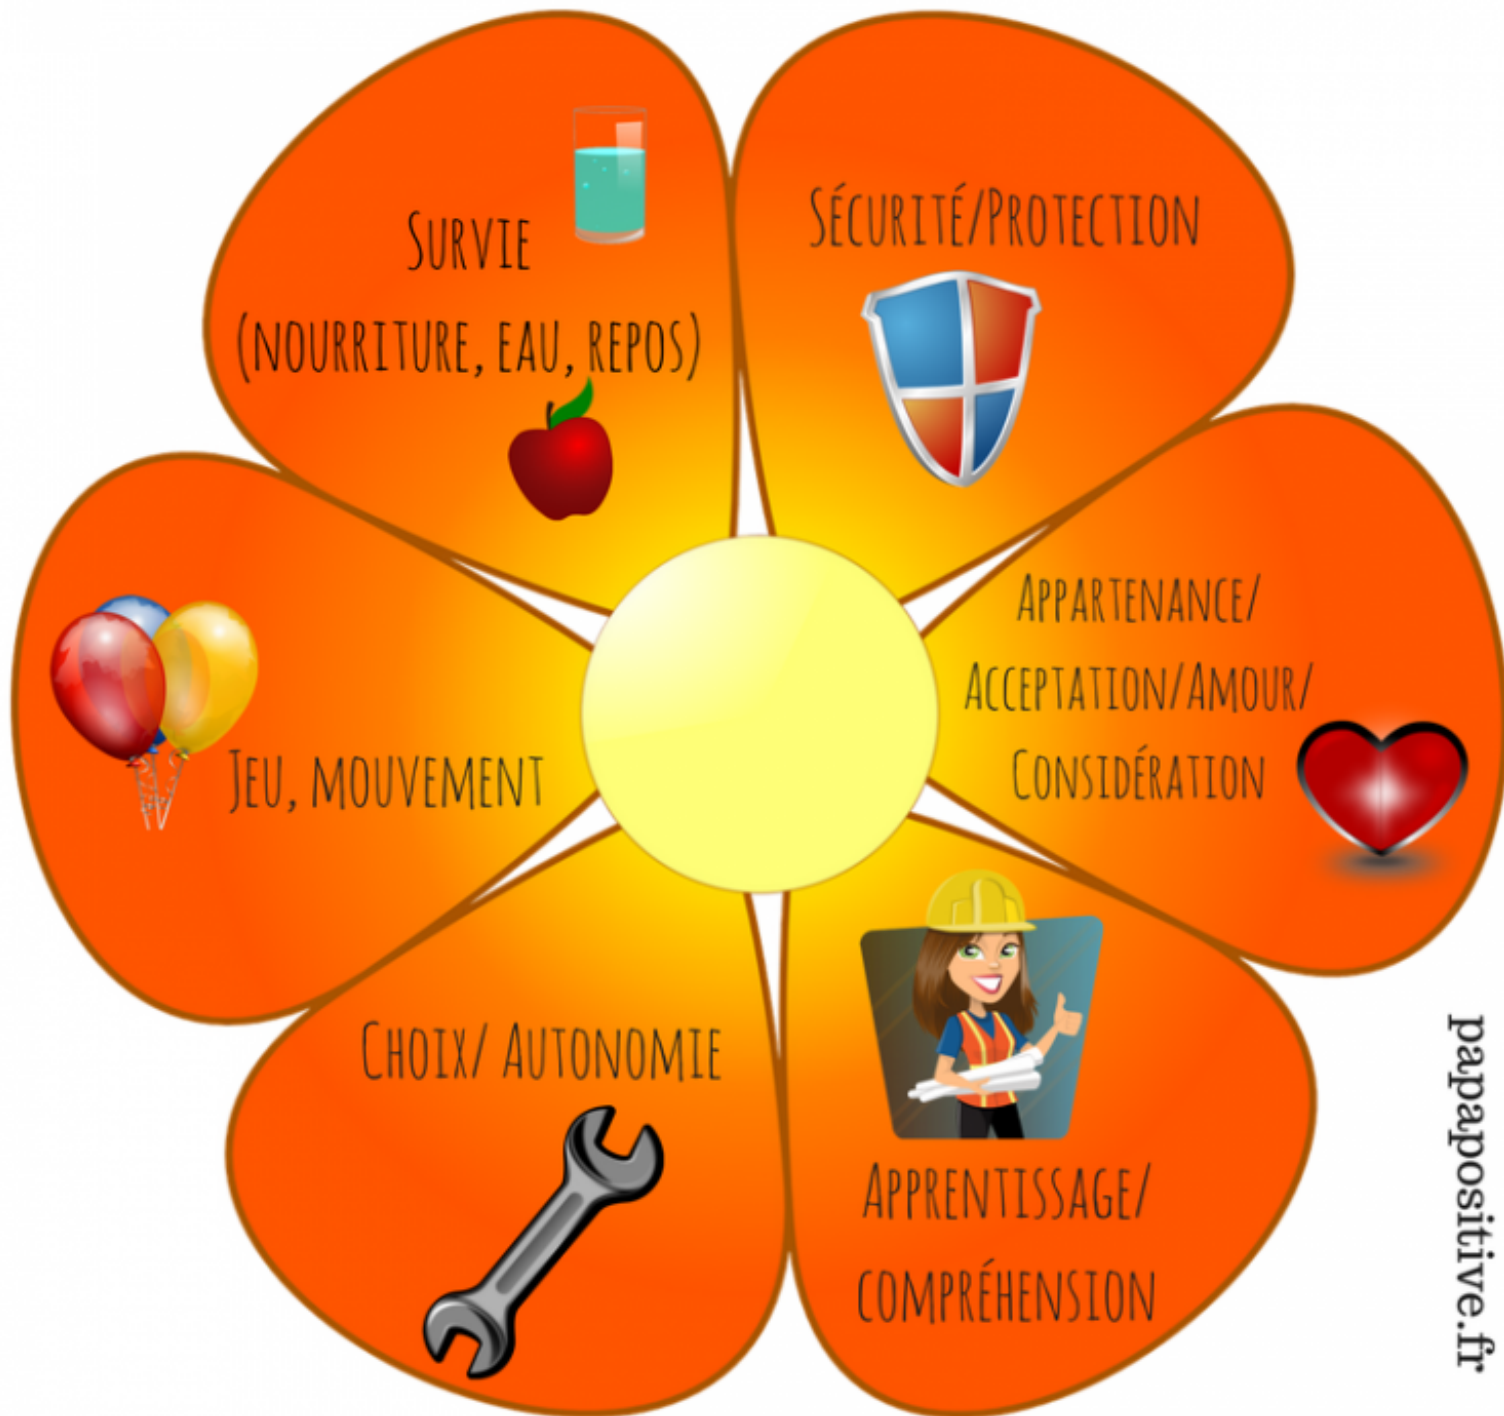 Survie
(nourriture, eau, repos)
Sécurité/Protection
Appartenance/
Acceptation/Amour/
Considération
Jeu, mouvement
Choix/ Autonomie
Apprentissage/
compréhension
papapositive.fr